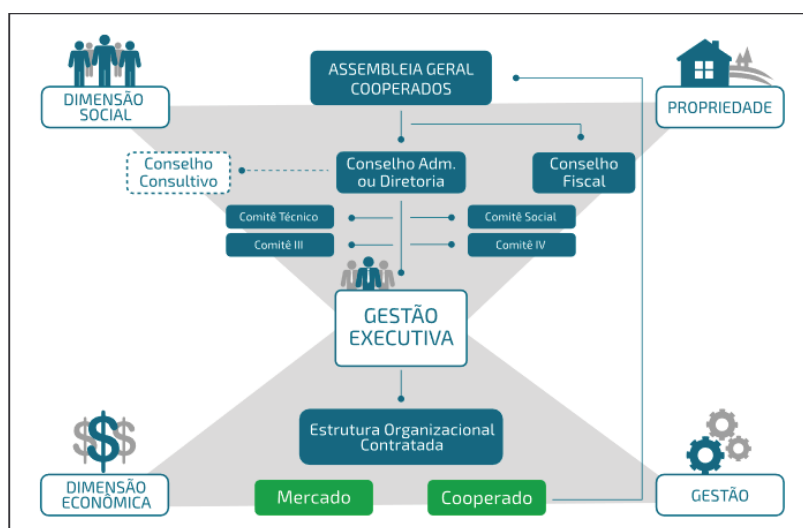 ASSEMBLEIA GERAL
COOPERADOS
DIMENSÃO
SOCIAL
PROPRIEDADE
Conselho
Consultivo
Conselho Adm.
ou Diretoria
Conselho
Fiscal
Comitê Técnico
Comitê Social
Comitê III
Comitê IV
GESTÃO
EXECUTIVA
Estrutura Organizacional
Contratada
$$$
DIMENSÃO
ECONÔMICA
Mercado
Cooperado
GESTÃO